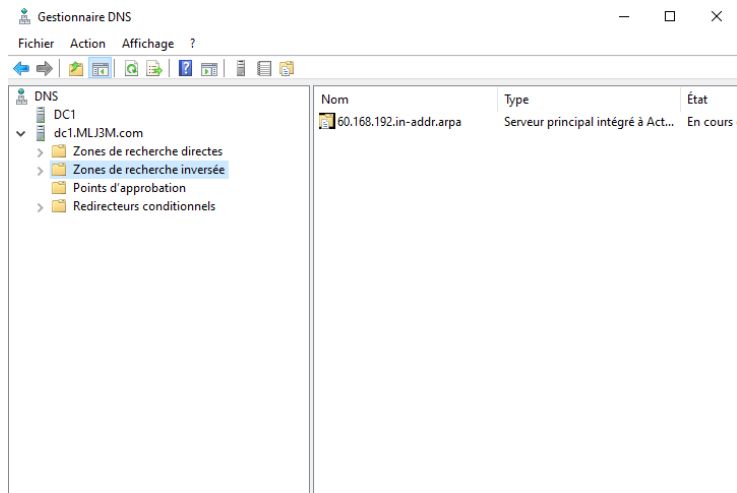 Gestionnaire DNS
Fichier Action Affichage ?
DNS
DC1
dc1.MLJ3M.com
Zones de recherche directes
Zones de recherche inversée
Points d'approbation
Redirecteurs conditionnels
Nom Type État
60.168.192.in-addr.arpa Serveur principal intégré à Act... En cours